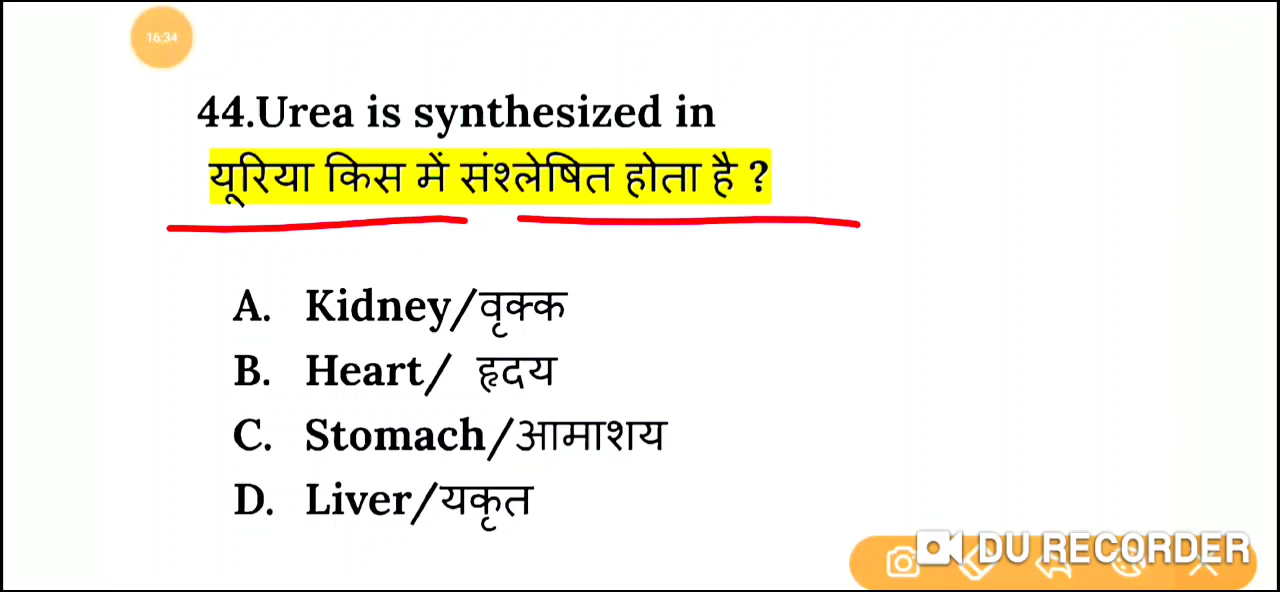 16:34
44.Urea is synthesized in
यूरिया किस में संश्लेषित होता है ?
A. Kidney/वृक्क
B. Heart/ हृदय
C. Stomach/आमाशय
D. Liver/यकृत
DU RECORDER